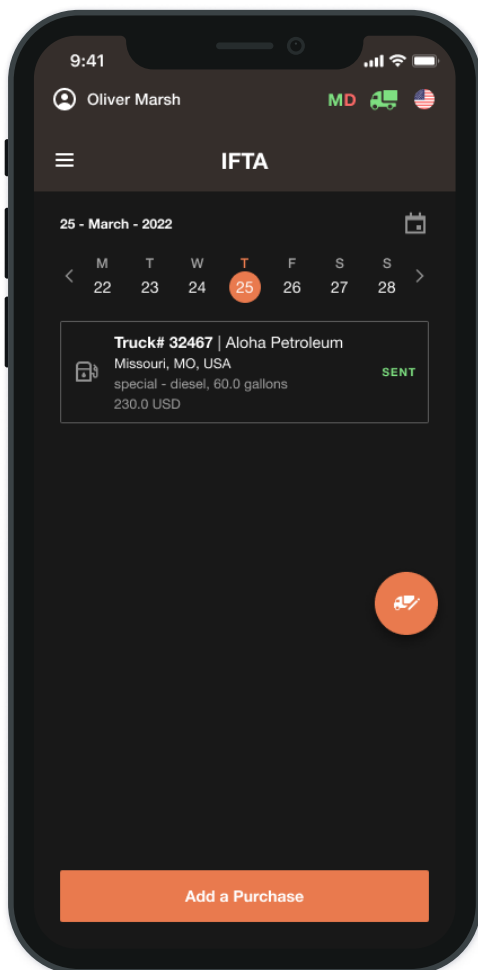 9:41
Oliver Marsh MD
IFTA
25 - March - 2022
M T W T F S S
22 23 24 25 26 27 28
Truck# 32467 | Aloha Petroleum
Missouri, MO, USA
SENT
special - diesel, 60.0 gallons
230.0 USD
Add a Purchase